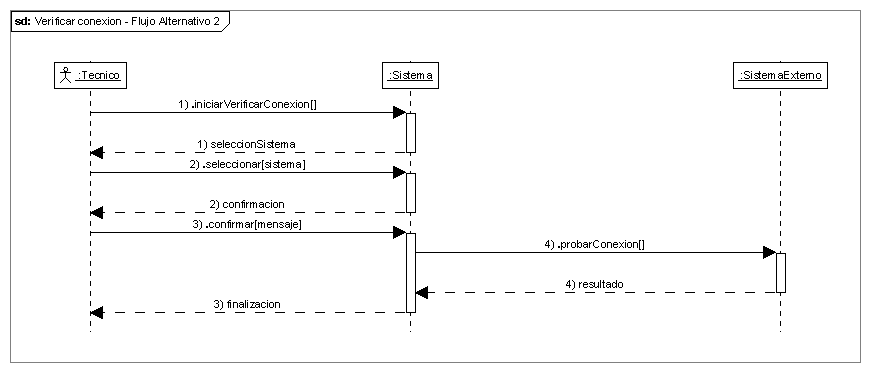 sd: Verificar conexion - Flujo Alternativo 2
:Tecnico
:Sistema
:SistemaExterno
1) .iniciarVerificarConexion[]
1) seleccionSistema
2) .seleccionar[sistema]
2) confirmacion
3) .confirmar[mensaje]
4) .probarConexion[]
4) resultado
3) finalizacion